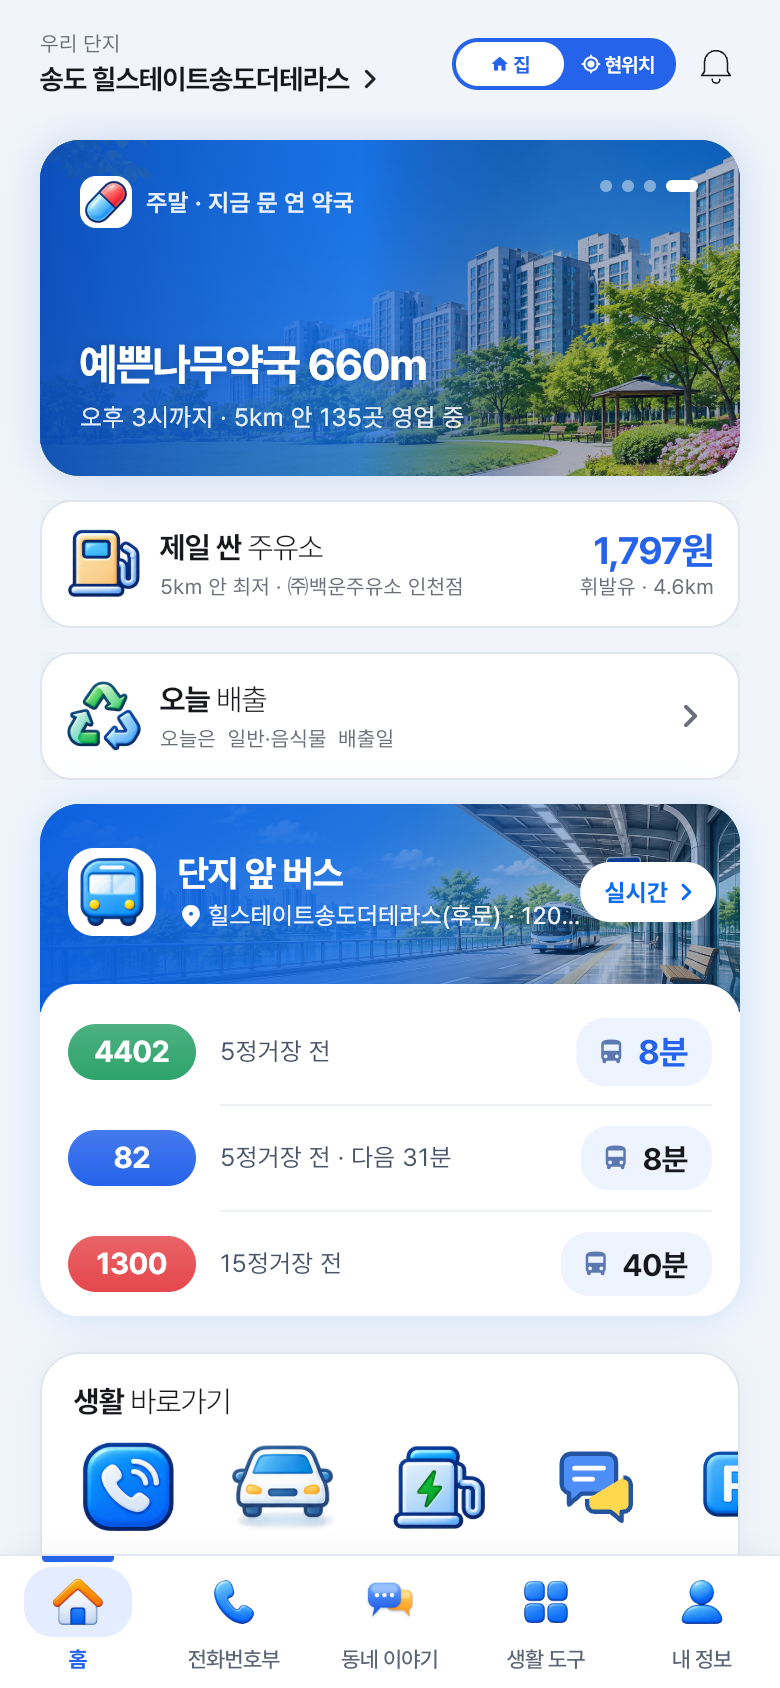 우리 단지
송도 힐스테이트송도더테라스
집
현위치
주말 · 지금 문 연 약국
예쁜나무약국 660m
오후 3시까지 · 5km 안 135곳 영업 중
제일 싼 주유소
5km 안 최저 · ㈜백운주유소 인천점
1,797원
휘발유 · 4.6km
오늘 배출
오늘은 일반·음식물 배출일
단지 앞 버스
힐스테이트송도더테라스(후문) · 120...
실시간
4402
5정거장 전
8분
82
5정거장 전 · 다음 31분
8분
1300
15정거장 전
40분
생활 바로가기
P
홈
전화번호부
동네 이야기
생활 도구
내 정보